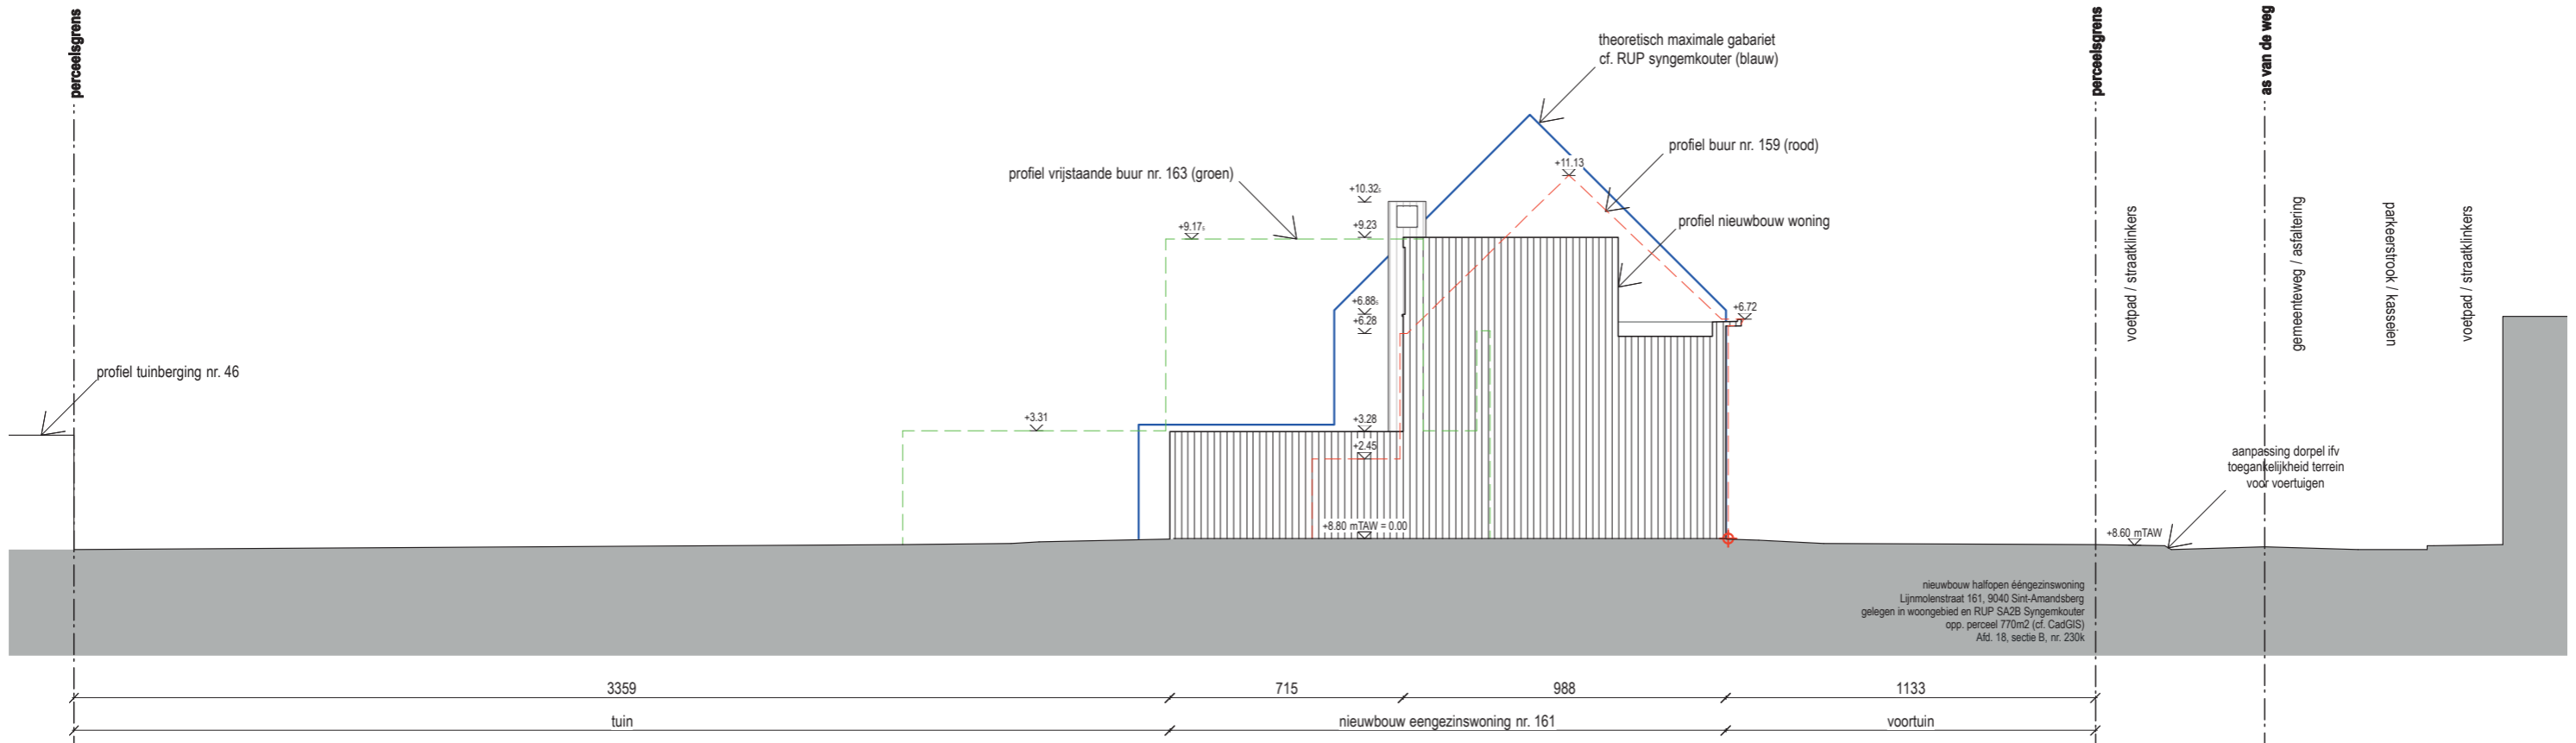 perceelsgrens
perceelsgrens
as van de weg
theoretisch maximale gabariet
cf. RUP syngemkouter (blauw)
profiel buur nr. 159 (rood)
profiel vrijstaande buur nr. 163 (groen)
profiel nieuwbouw woning
+11.13
+10.32₅
+9.23
+9.17₅
+6.88₅
+6.28
+6.72
voetpad / straatklinkers
gemeenteweg / asfaltering
parkeerstrook / kasseien
voetpad / straatklinkers
profiel tuinberging nr. 46
+3.31
+3.28
+2.45
+8.80 mTAW = 0.00
aanpassing dorpel ifv
toegankelijkheid terrein
voor voertuigen
+8.60 mTAW
nieuwbouw halfopen ééngezinswoning
Lijnmolenstraat 161, 9040 Sint-Amandsberg
gelegen in woongebied en RUP SA2B Syngemkouter
opp. perceel 770m2 (cf. CadGIS)
Afd. 18, sectie B, nr. 230k
3359
715
988
1133
tuin
nieuwbouw eengezinswoning nr. 161
voortuin